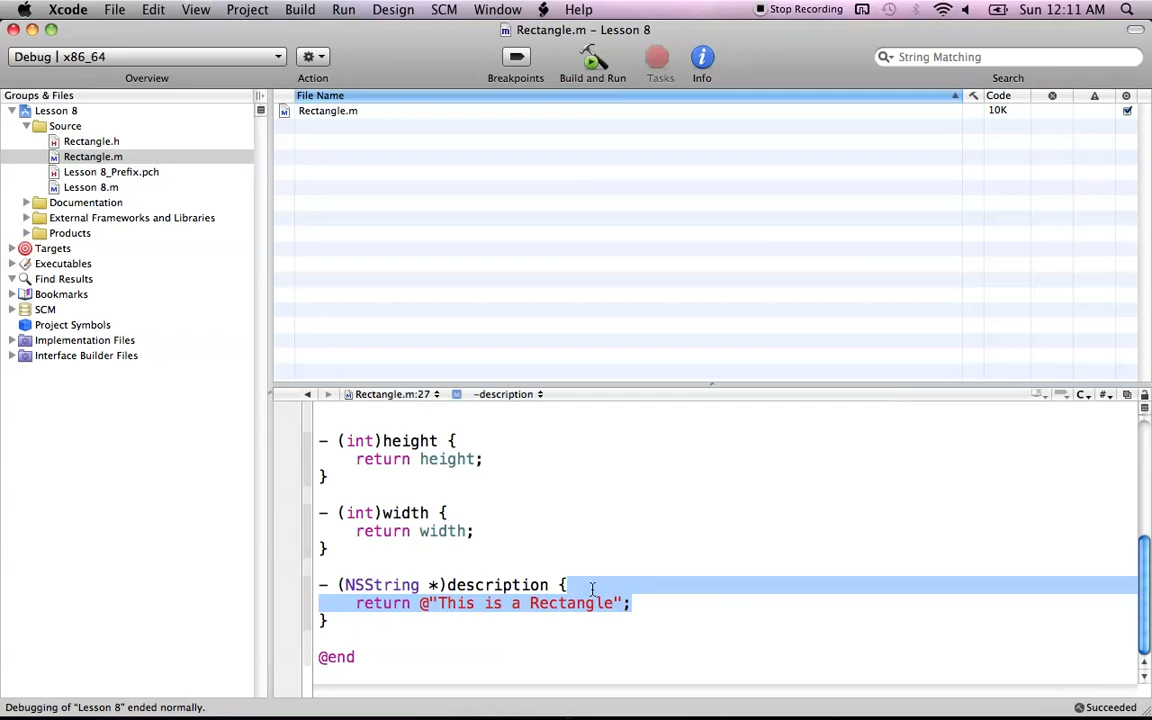 Xcode File Edit View Project Build Run Design SCM Window Help Stop Recording Sun 12:11 AM
Rectangle.m – Lesson 8
Debug | x86_64 String Matching
Overview Action Breakpoints Build and Run Tasks Info Search
Groups & Files File Name Code
Lesson 8 Rectangle.m 10K
Source
Rectangle.h
Rectangle.m
Lesson 8_Prefix.pch
Lesson 8.m
Documentation
External Frameworks and Libraries
Products
Targets
Executables
Find Results
Bookmarks
SCM
Project Symbols
Implementation Files
Interface Builder Files
Rectangle.m:27 M -description C #
- (int)height {
return height;
}
- (int)width {
return width;
}
- (NSString *)description {
return @"This is a Rectangle";
}
@end
Debugging of "Lesson 8" ended normally. Succeeded